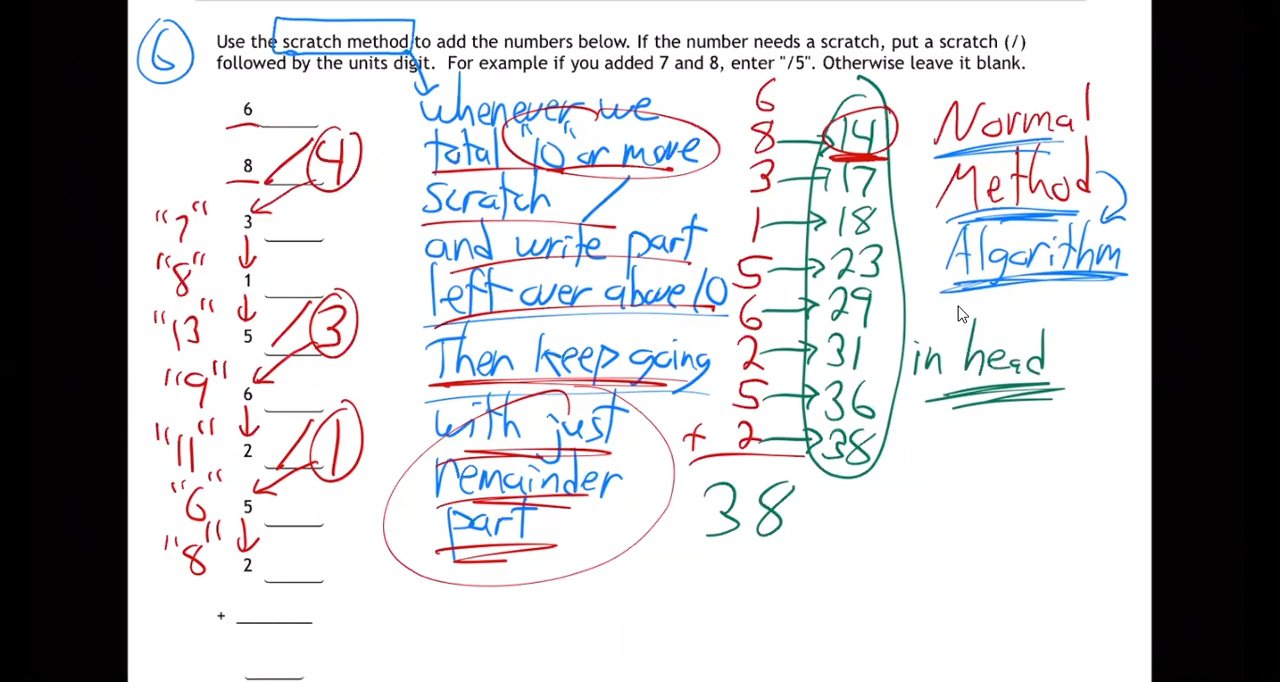 6
Use the scratch method to add the numbers below. If the number needs a scratch, put a scratch (/)
followed by the units digit. For example if you added 7 and 8, enter "/5". Otherwise leave it blank.
6
8 / 4
"7" 3
"8" 1
"13" 5 / 3
"9" 6
"11" 2 / 1
"6" 5
"8" 2
+
whenever we
total "10" or more
scratch /
and write part
left over above 10
Then keep going
with just
remainder
part
6
8 → 14
3 → 17
1 → 18
5 → 23
6 → 29
2 → 31
5 → 36
+ 2 → 38
38
Normal
Method
Algorithm
in head